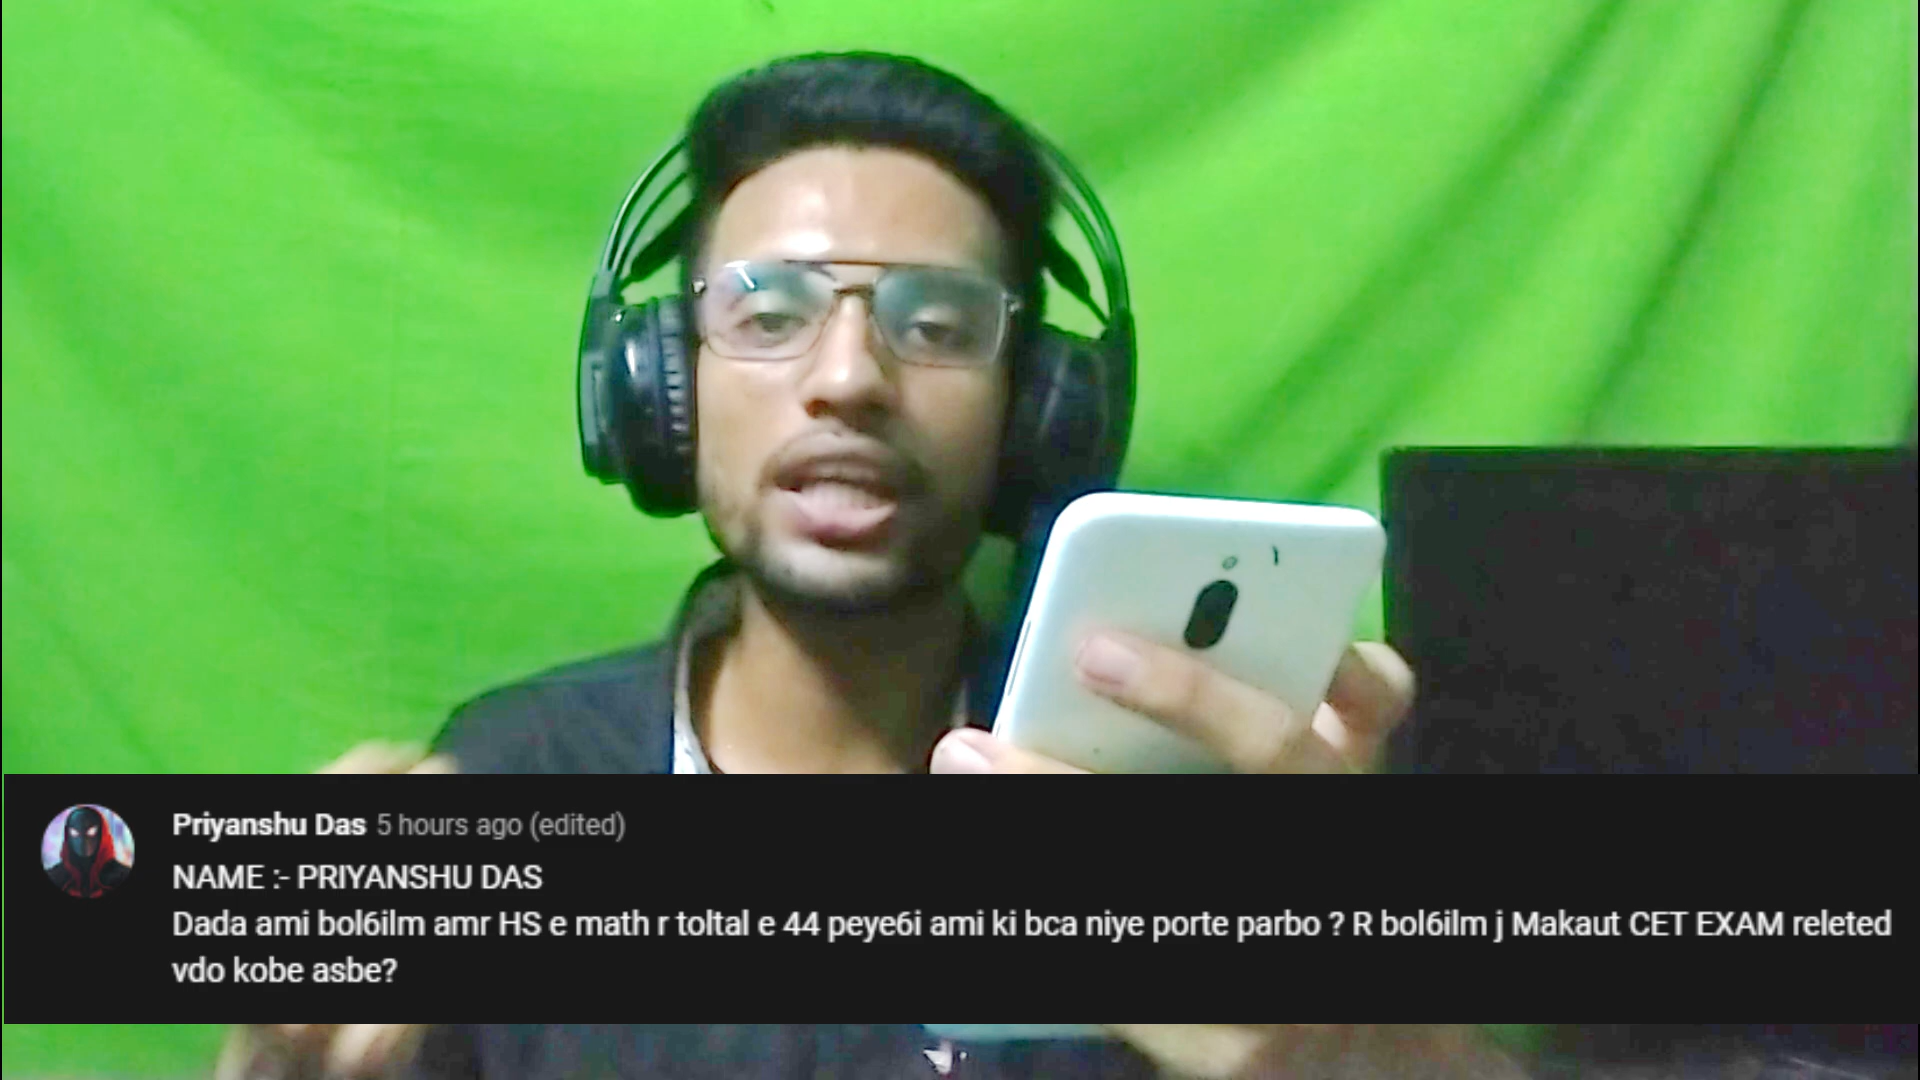 Priyanshu Das 5 hours ago (edited)
NAME :- PRIYANSHU DAS
Dada ami bol6ilm amr HS e math r toltal e 44 peye6i ami ki bca niye porte parbo ? R bol6ilm j Makaut CET EXAM releted
vdo kobe asbe?